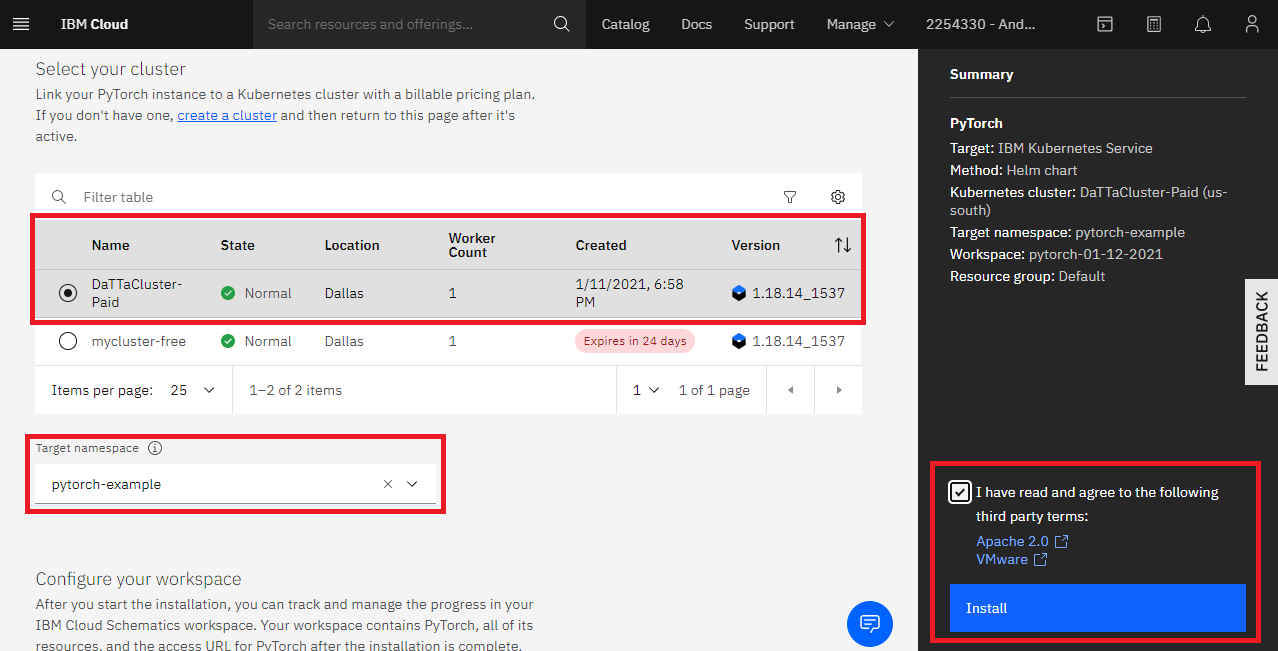 IBM Cloud
Search resources and offerings...
Catalog
Docs
Support
Manage
2254330 - And...
Select your cluster
Link your PyTorch instance to a Kubernetes cluster with a billable pricing plan.
If you don't have one, create a cluster and then return to this page after it's
active.
Filter table
Name State Location Worker Count Created Version
DaTTaCluster-Paid Normal Dallas 1 1/11/2021, 6:58 PM 1.18.14_1537
mycluster-free Normal Dallas 1 Expires in 24 days 1.18.14_1537
Items per page: 25 1–2 of 2 items 1 1 of 1 page
Target namespace
pytorch-example
Configure your workspace
After you start the installation, you can track and manage the progress in your
IBM Cloud Schematics workspace. Your workspace contains PyTorch, all of its
resources, and the access URL for PyTorch after the installation is complete.
Summary
PyTorch
Target: IBM Kubernetes Service
Method: Helm chart
Kubernetes cluster: DaTTaCluster-Paid (us-
south)
Target namespace: pytorch-example
Workspace: pytorch-01-12-2021
Resource group: Default
FEEDBACK
I have read and agree to the following
third party terms:
Apache 2.0
VMware
Install